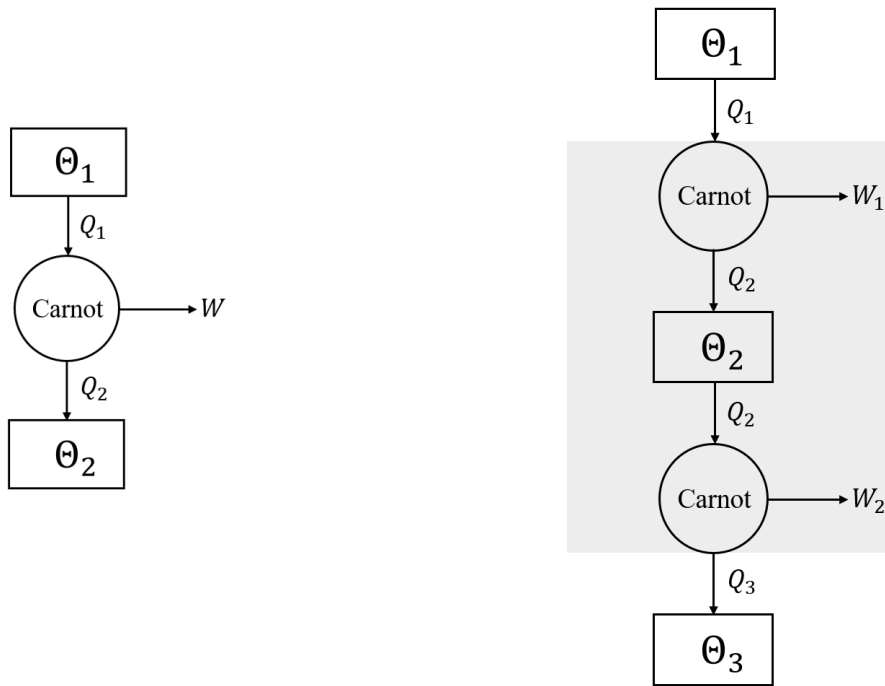 Θ₁
Q₁
Carnot
W
Q₂
Θ₂
Θ₁
Q₁
Carnot
W₁
Q₂
Θ₂
Q₂
Carnot
W₂
Q₃
Θ₃